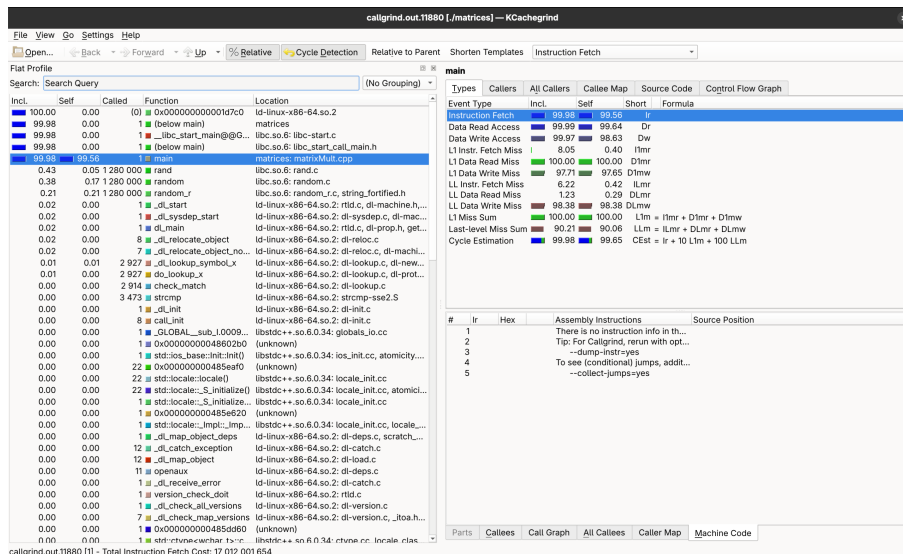 callgrind.out.11880 [./matrices] — KCachegrind
File View Go Settings Help
Open... Back Forward Up % Relative Cycle Detection Relative to Parent Shorten Templates Instruction Fetch
Flat Profile
Search: Search Query (No Grouping)
Incl. Self Called Function Location
100.00 0.00 (0) 0x000000000001d7c0 ld-linux-x86-64.so.2
99.98 0.00 1 (below main) matrices
99.98 0.00 1 __libc_start_main@@G... libc.so.6: libc-start.c
99.98 0.00 1 (below main) libc.so.6: libc_start_call_main.h
99.98 99.56 1 main matrices: matrixMult.cpp
0.43 0.05 1 280 000 rand libc.so.6: rand.c
0.38 0.17 1 280 000 random libc.so.6: random.c
0.21 0.21 1 280 000 random_r libc.so.6: random_r.c, string_fortified.h
0.02 0.00 1 _dl_start ld-linux-x86-64.so.2: rtld.c, dl-machine.h,...
0.02 0.00 1 _dl_sysdep_start ld-linux-x86-64.so.2: dl-sysdep.c, dl-mac...
0.02 0.00 1 dl_main ld-linux-x86-64.so.2: rtld.c, dl-prop.h, get...
0.02 0.00 8 _dl_relocate_object ld-linux-x86-64.so.2: dl-reloc.c
0.02 0.00 7 _dl_relocate_object_no... ld-linux-x86-64.so.2: dl-reloc.c, dl-machi...
0.01 0.01 2 927 _dl_lookup_symbol_x ld-linux-x86-64.so.2: dl-lookup.c, dl-new...
0.01 0.00 2 927 do_lookup_x ld-linux-x86-64.so.2: dl-lookup.c, dl-prot...
0.00 0.00 2 914 check_match ld-linux-x86-64.so.2: dl-lookup.c
0.00 0.00 3 473 strcmp ld-linux-x86-64.so.2: strcmp-sse2.S
0.00 0.00 1 _dl_init ld-linux-x86-64.so.2: dl-init.c
0.00 0.00 8 call_init ld-linux-x86-64.so.2: dl-init.c
0.00 0.00 1 _GLOBAL__sub_I.0009... libstdc++.so.6.0.34: globals_io.cc
0.00 0.00 1 0x00000000048602b0 (unknown)
0.00 0.00 1 std::ios_base::Init::Init() libstdc++.so.6.0.34: ios_init.cc, atomicity....
0.00 0.00 22 0x000000000485eaf0 (unknown)
0.00 0.00 22 std::locale::locale() libstdc++.so.6.0.34: locale_init.cc
0.00 0.00 22 std::locale::_S_initialize() libstdc++.so.6.0.34: locale_init.cc, atomici...
0.00 0.00 1 std::locale::_S_initialize... libstdc++.so.6.0.34: locale_init.cc
0.00 0.00 1 0x000000000485e620 (unknown)
0.00 0.00 1 std::locale::_Impl::_Imp... libstdc++.so.6.0.34: locale_init.cc, locale_...
0.00 0.00 1 _dl_map_object_deps ld-linux-x86-64.so.2: dl-deps.c, scratch_...
0.00 0.00 12 _dl_catch_exception ld-linux-x86-64.so.2: dl-catch.c
0.00 0.00 12 _dl_map_object ld-linux-x86-64.so.2: dl-load.c
0.00 0.00 11 openaux ld-linux-x86-64.so.2: dl-deps.c
0.00 0.00 1 _dl_receive_error ld-linux-x86-64.so.2: dl-catch.c
0.00 0.00 1 version_check_doit ld-linux-x86-64.so.2: rtld.c
0.00 0.00 1 _dl_check_all_versions ld-linux-x86-64.so.2: dl-version.c
0.00 0.00 7 _dl_check_map_versions ld-linux-x86-64.so.2: dl-version.c, _itoa.h...
0.00 0.00 1 0x000000000485dd60 (unknown)
0.00 0.00 1 std::ctype<wchar_t>::c... libstdc++.so.6.0.34: ctype.cc, locale_clas...
main
Types Callers All Callers Callee Map Source Code Control Flow Graph
Event Type Incl. Self Short Formula
Instruction Fetch 99.98 99.56 Ir
Data Read Access 99.99 99.64 Dr
Data Write Access 99.97 98.63 Dw
L1 Instr. Fetch Miss 8.05 0.40 I1mr
L1 Data Read Miss 100.00 100.00 D1mr
L1 Data Write Miss 97.71 97.65 D1mw
LL Instr. Fetch Miss 6.22 0.42 ILmr
LL Data Read Miss 1.23 0.29 DLmr
LL Data Write Miss 98.38 98.38 DLmw
L1 Miss Sum 100.00 100.00 L1m = I1mr + D1mr + D1mw
Last-level Miss Sum 90.21 90.06 LLm = ILmr + DLmr + DLmw
Cycle Estimation 99.98 99.65 CEst = Ir + 10 L1m + 100 LLm
# Ir Hex Assembly Instructions Source Position
1 There is no instruction info in th...
2 Tip: For Callgrind, rerun with opt...
3 --dump-instr=yes
4 To see (conditional) jumps, addit...
5 --collect-jumps=yes
Parts Callees Call Graph All Callees Caller Map Machine Code
callgrind.out.11880 [1] - Total Instruction Fetch Cost: 17 012 001 654